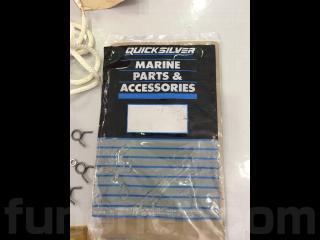 QUICKSILVER
MARINE
PARTS &
ACCESSORIES